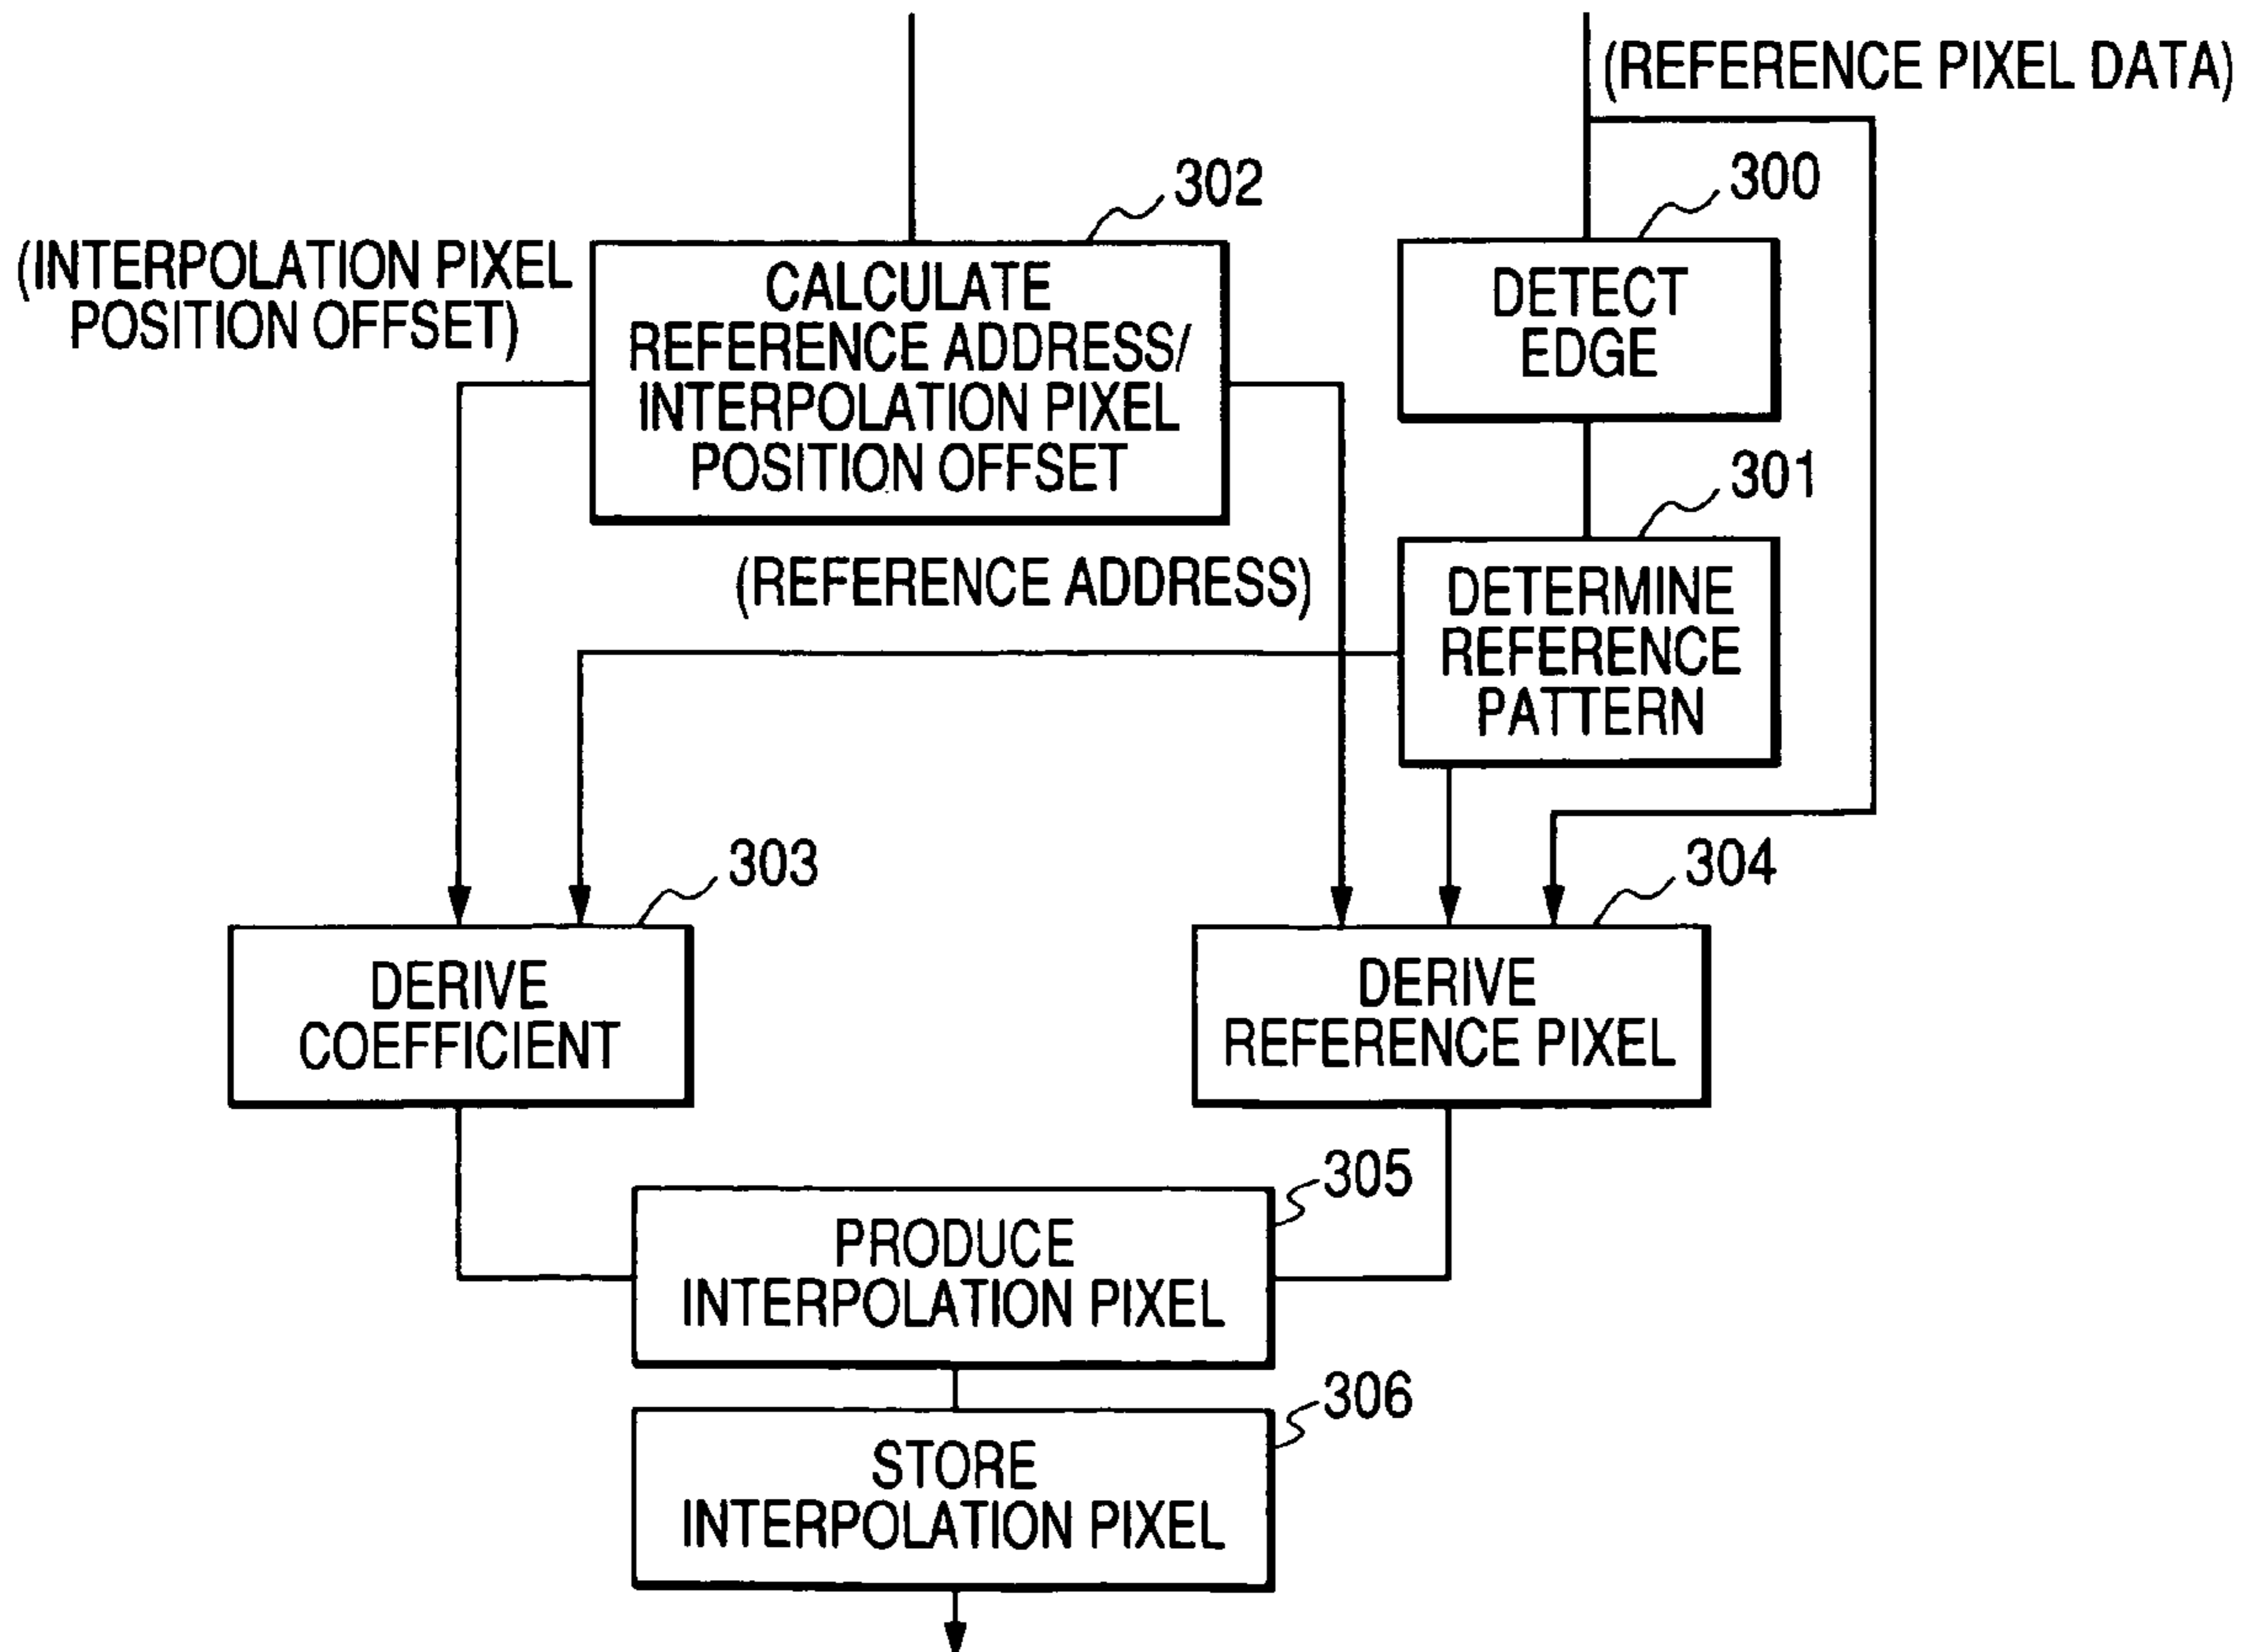 (REFERENCE PIXEL DATA)
302
300
(INTERPOLATION PIXEL
POSITION OFFSET)
CALCULATE
REFERENCE ADDRESS/
INTERPOLATION PIXEL
POSITION OFFSET
DETECT
EDGE
301
(REFERENCE ADDRESS)
DETERMINE
REFERENCE
PATTERN
303
304
DERIVE
COEFFICIENT
DERIVE
REFERENCE PIXEL
305
PRODUCE
INTERPOLATION PIXEL
306
STORE
INTERPOLATION PIXEL